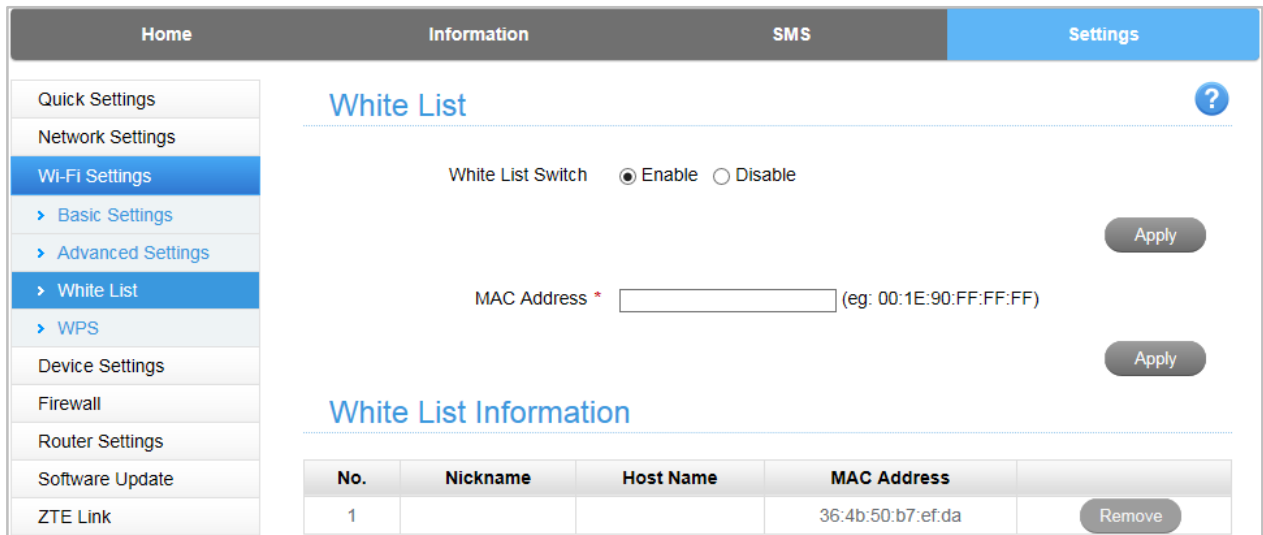 Home Information SMS Settings
Quick Settings
Network Settings
Wi-Fi Settings
Basic Settings
Advanced Settings
White List
WPS
Device Settings
Firewall
Router Settings
Software Update
ZTE Link
White List ?
White List Switch Enable Disable
Apply
MAC Address * (eg: 00:1E:90:FF:FF:FF)
Apply
White List Information
No. Nickname Host Name MAC Address
1 36:4b:50:b7:ef:da Remove